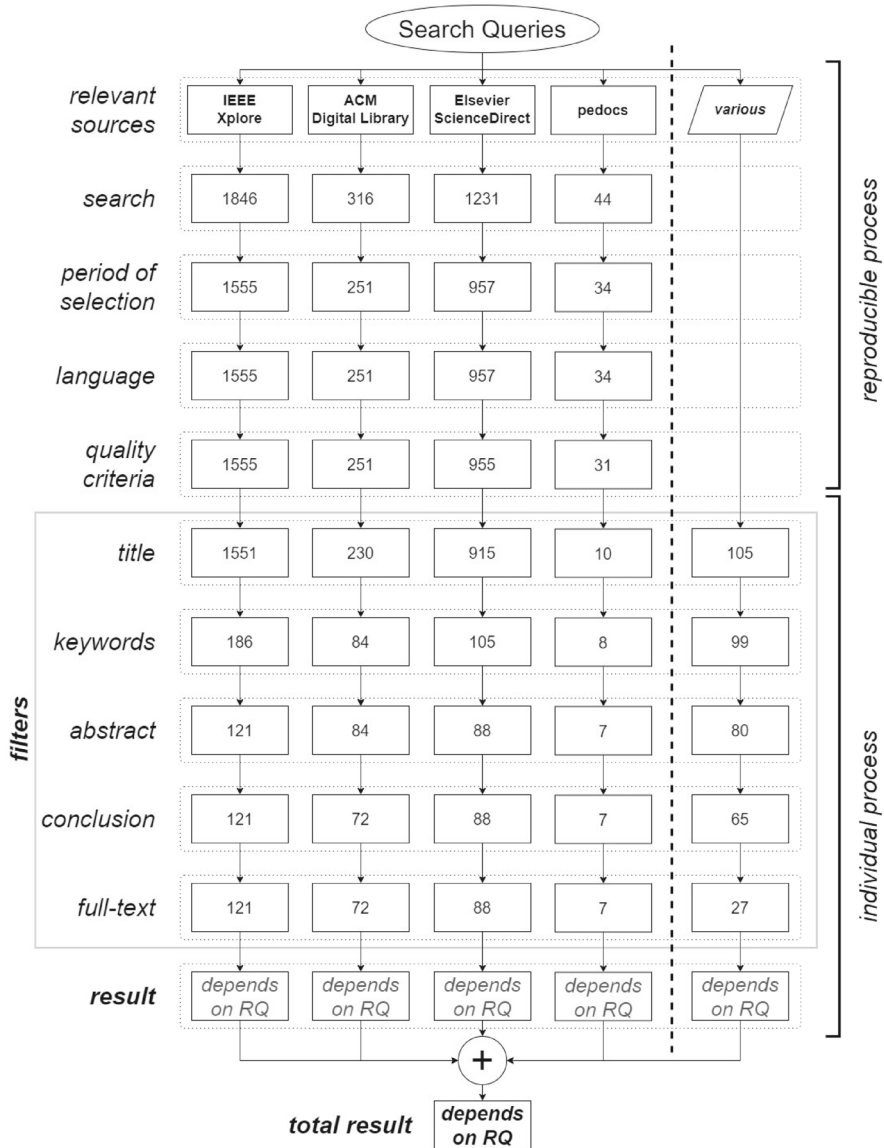 Search Queries
relevant
sources
IEEE
Xplore
ACM
Digital Library
Elsevier
ScienceDirect
pedocs
various
search
1846
316
1231
44
period of
selection
1555
251
957
34
language
1555
251
957
34
quality
criteria
1555
251
955
31
reproducible process
title
1551
230
915
10
105
keywords
186
84
105
8
99
abstract
121
84
88
7
80
conclusion
121
72
88
7
65
full-text
121
72
88
7
27
filters
individual process
result
depends
on RQ
depends
on RQ
depends
on RQ
depends
on RQ
depends
on RQ
+
total result
depends
on RQ